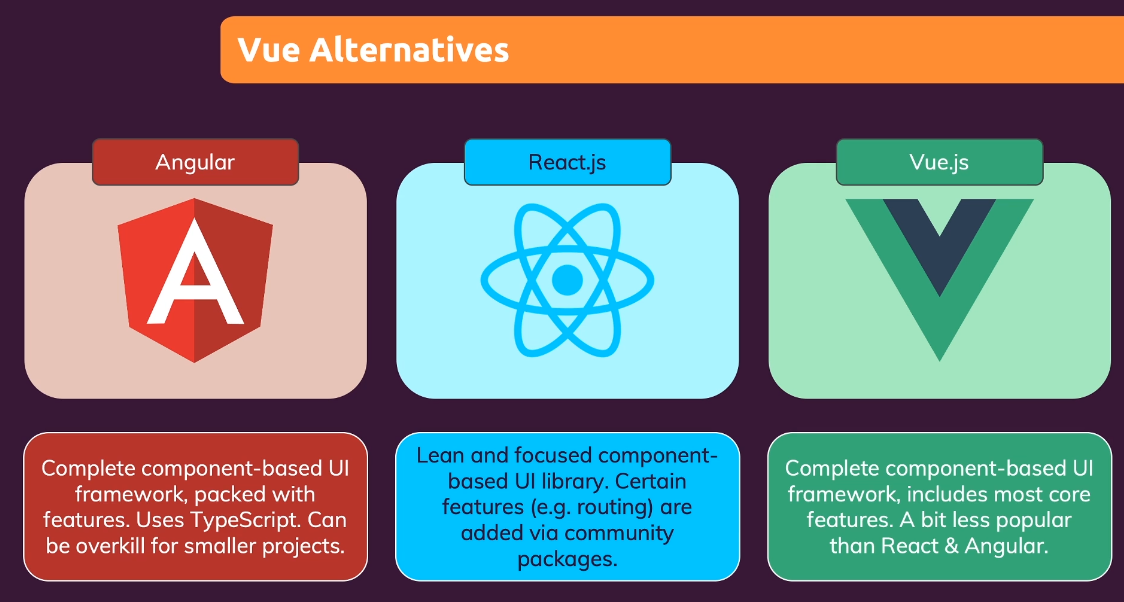 Vue Alternatives
Angular
React.js
Vue.js
Complete component-based UI
framework, packed with
features. Uses TypeScript. Can
be overkill for smaller projects.
Lean and focused component-
based UI library. Certain
features (e.g. routing) are
added via community
packages.
Complete component-based UI
framework, includes most core
features. A bit less popular
than React & Angular.